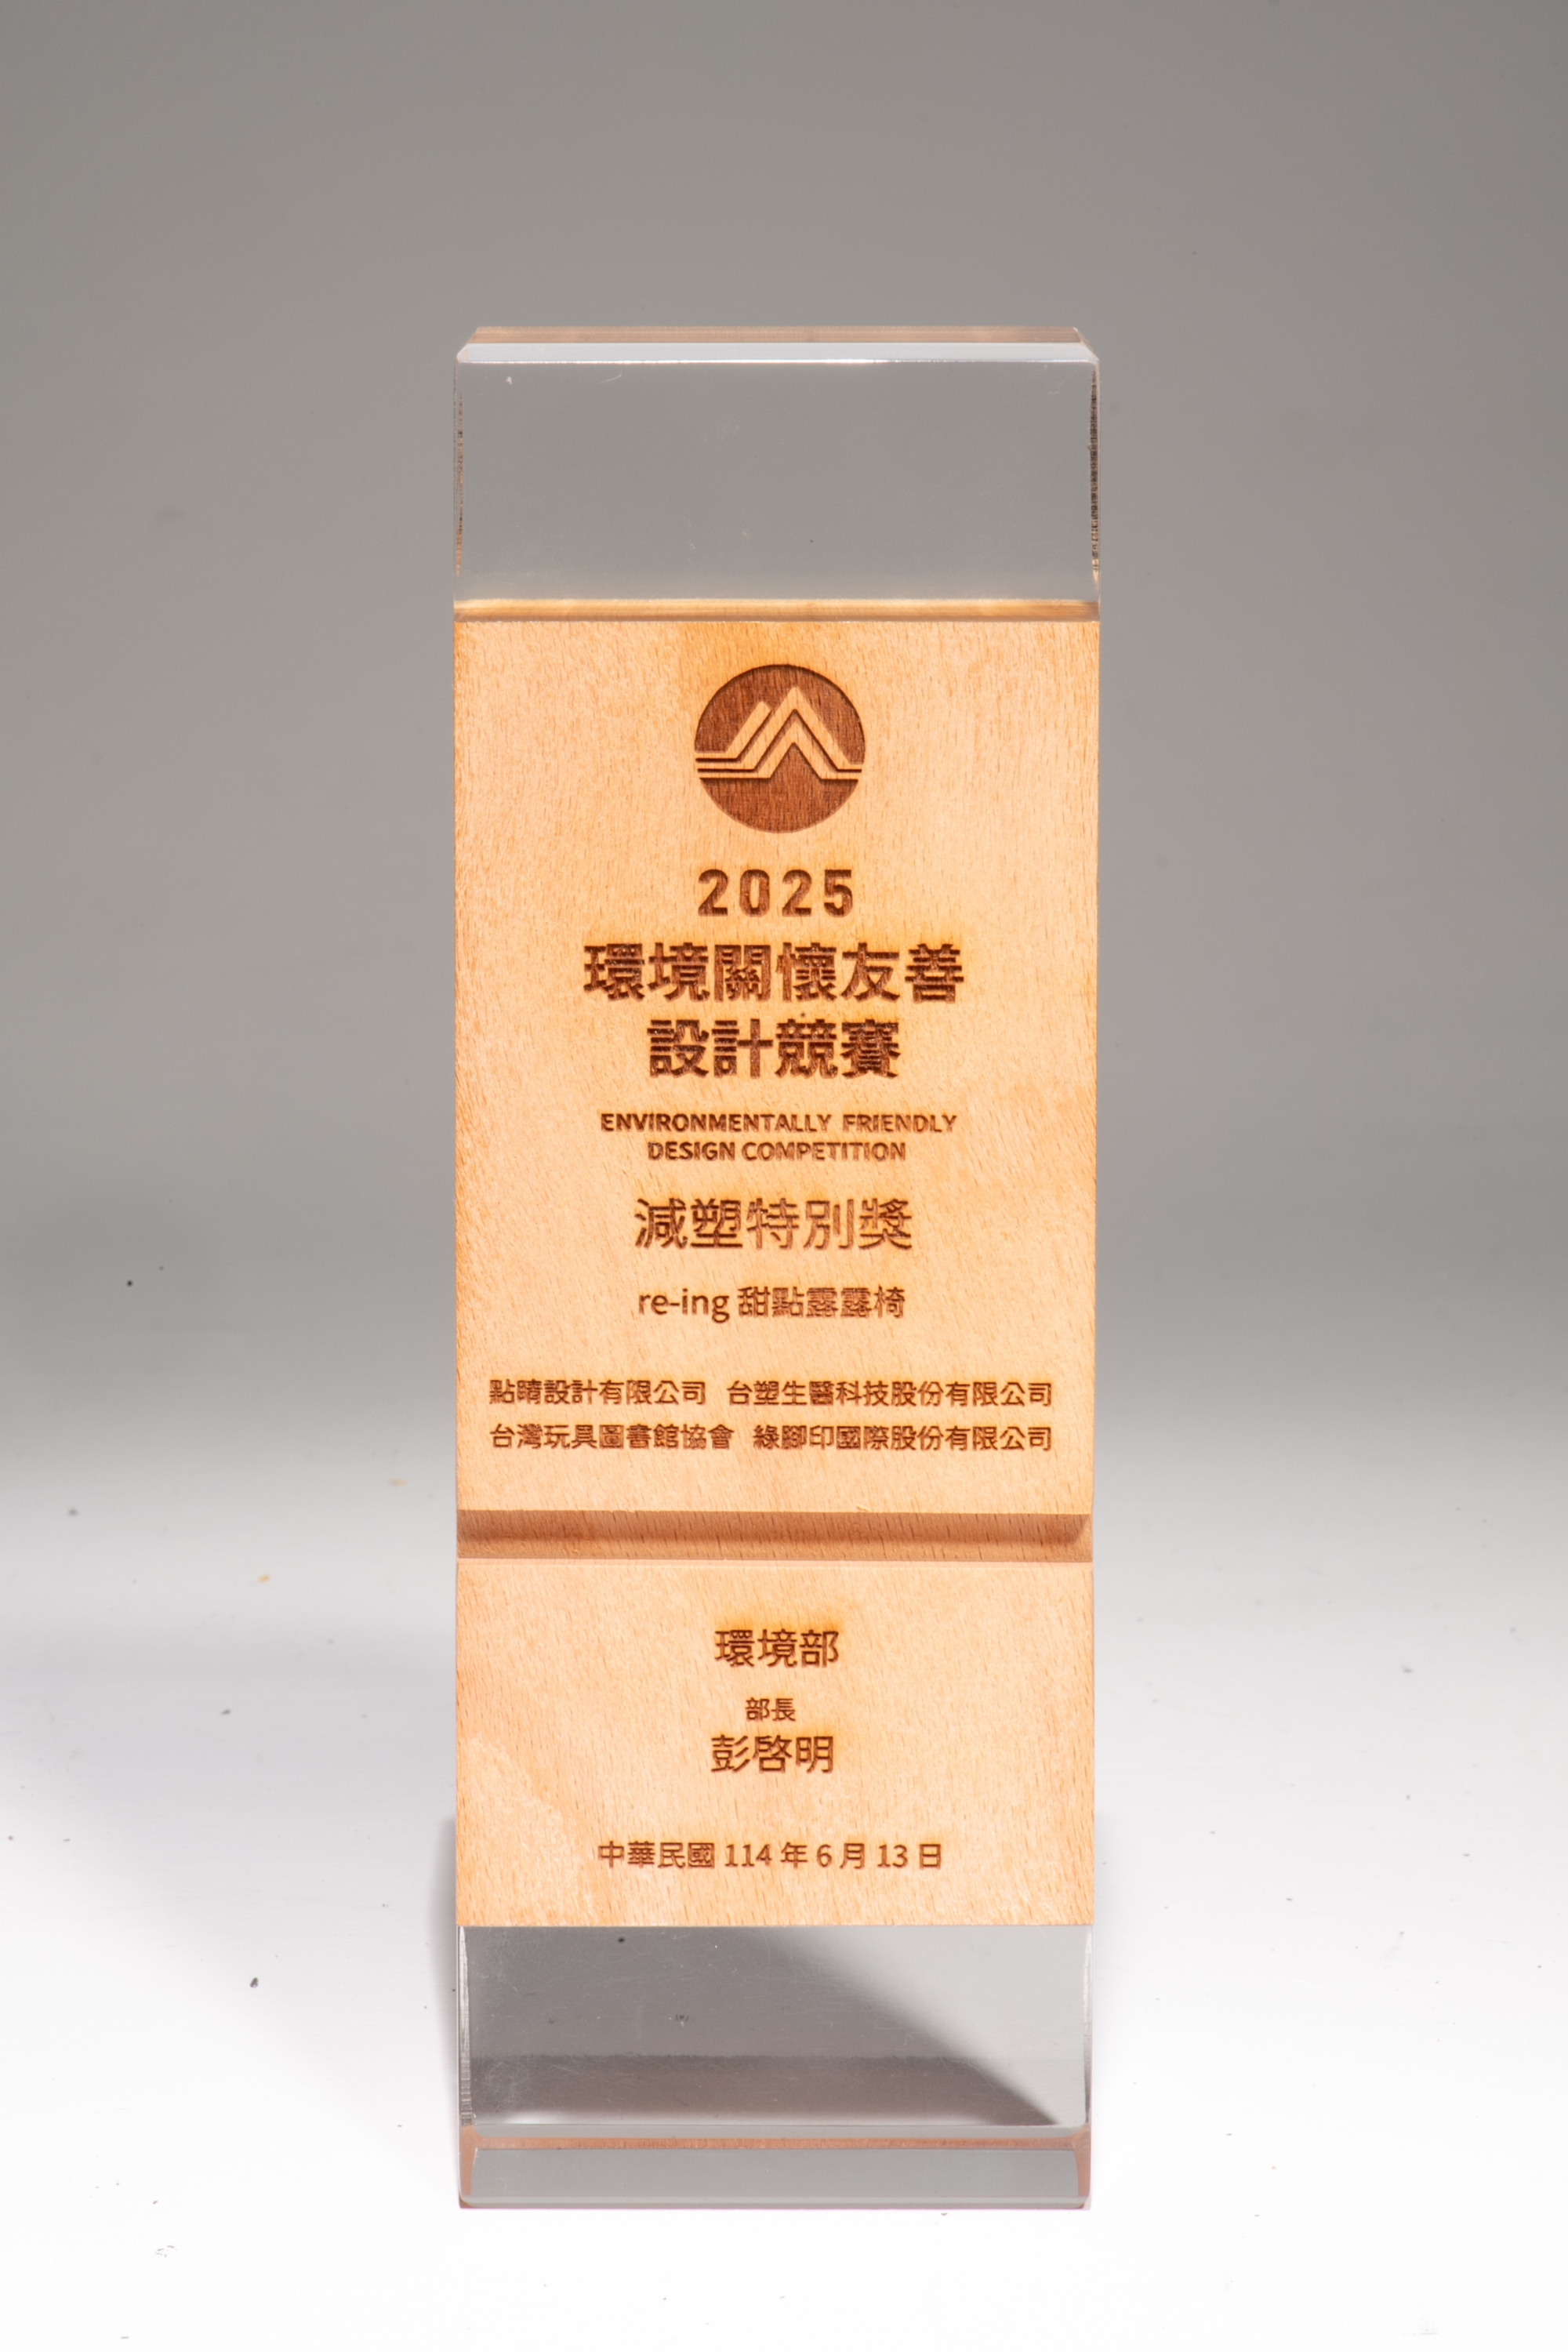 2025
環境關懷友善
設計競賽
ENVIRONMENTALLY FRIENDLY
DESIGN COMPETITION
減塑特別獎
re-ing 甜點露露椅
點睛設計有限公司 台塑生醫科技股份有限公司
台灣玩具圖書館協會 綠腳印國際股份有限公司
環境部
部長
彭啓明
中華民國 114 年 6 月 13 日